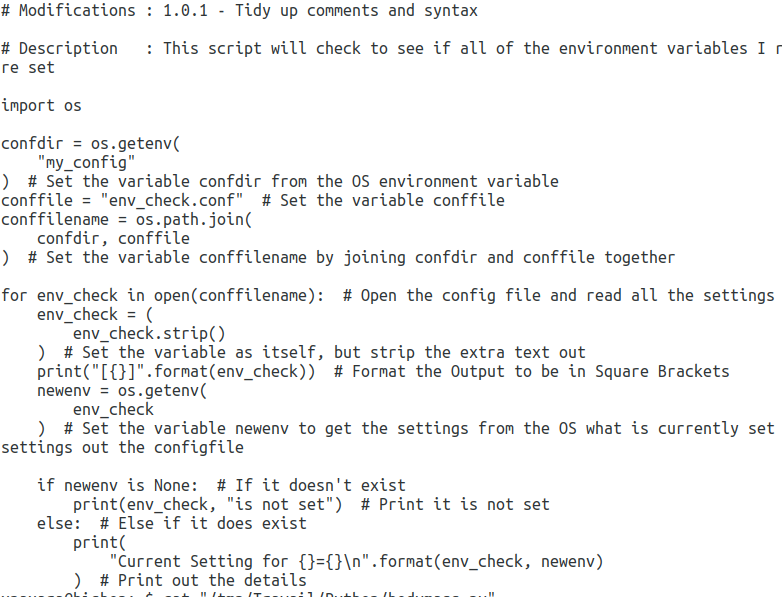 # Modifications : 1.0.1 - Tidy up comments and syntax
# Description   : This script will check to see if all of the environment variables I r
re set
import os
confdir = os.getenv(
    "my_config"
)  # Set the variable confdir from the OS environment variable
conffile = "env_check.conf"  # Set the variable conffile
conffilename = os.path.join(
    confdir, conffile
)  # Set the variable conffilename by joining confdir and conffile together
for env_check in open(conffilename):  # Open the config file and read all the settings
    env_check = (
        env_check.strip()
    )  # Set the variable as itself, but strip the extra text out
    print("[{}]".format(env_check))  # Format the Output to be in Square Brackets
    newenv = os.getenv(
        env_check
    )  # Set the variable newenv to get the settings from the OS what is currently set
settings out the configfile
    if newenv is None:  # If it doesn't exist
        print(env_check, "is not set")  # Print it is not set
    else:  # Else if it does exist
        print(
            "Current Setting for {}={}\n".format(env_check, newenv)
        )  # Print out the details